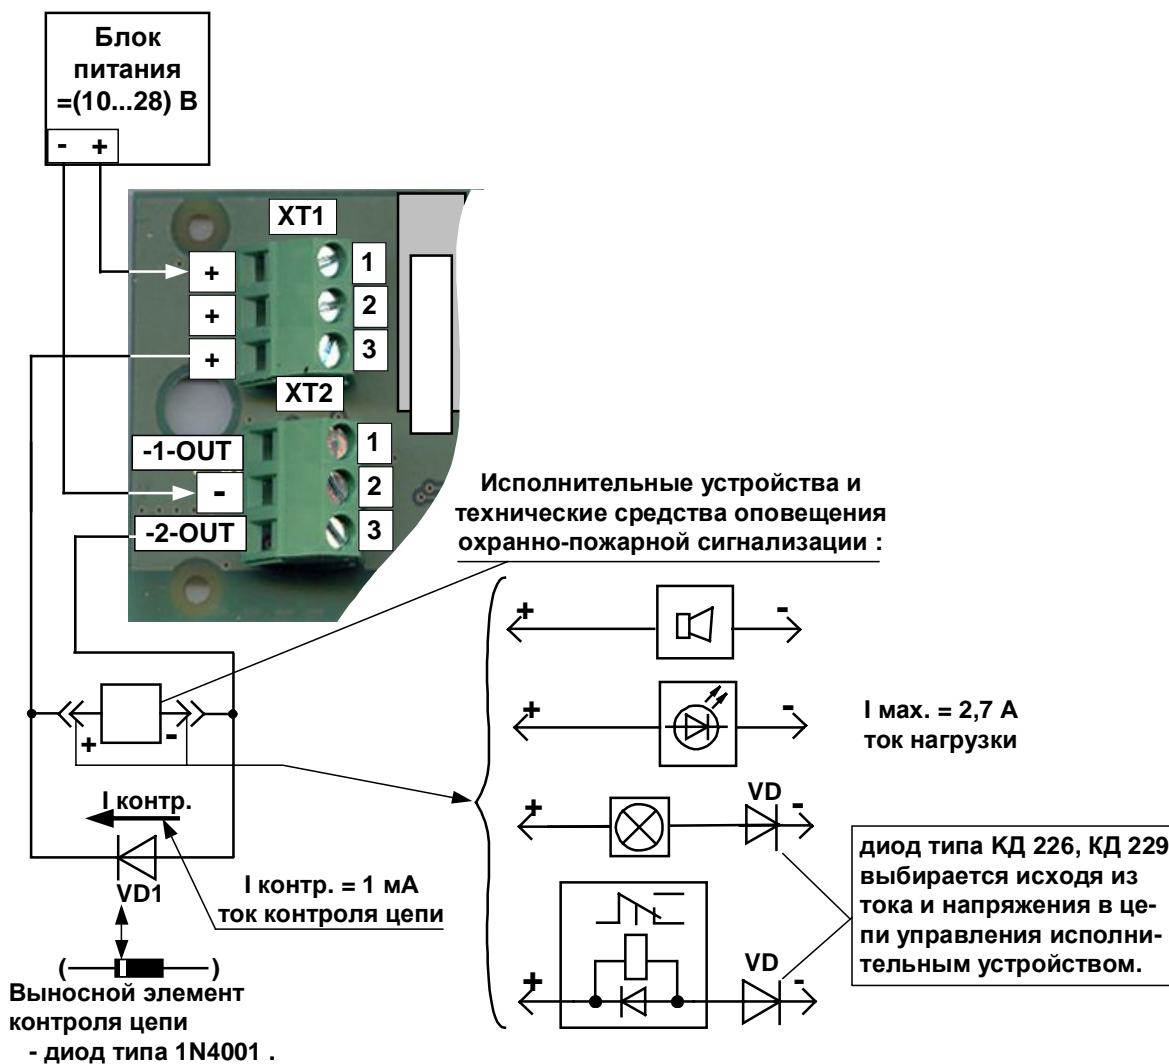 Блок
питания
=(10...28) В
- +
XT1
+ 1
+ 2
+ 3
XT2
-1-OUT 1
- 2
-2-OUT 3
Исполнительные устройства и
технические средства оповещения
охранно-пожарной сигнализации :
+ -
+ -
I мах. = 2,7 А
ток нагрузки
+ -
I контр.
VD
+ -
VD1
I контр. = 1 мА
ток контроля цепи
диод типа КД 226, КД 229
выбирается исходя из
тока и напряжения в це-
пи управления исполни-
тельным устройством.
VD
+ -
Выносной элемент
контроля цепи
- диод типа 1N4001 .